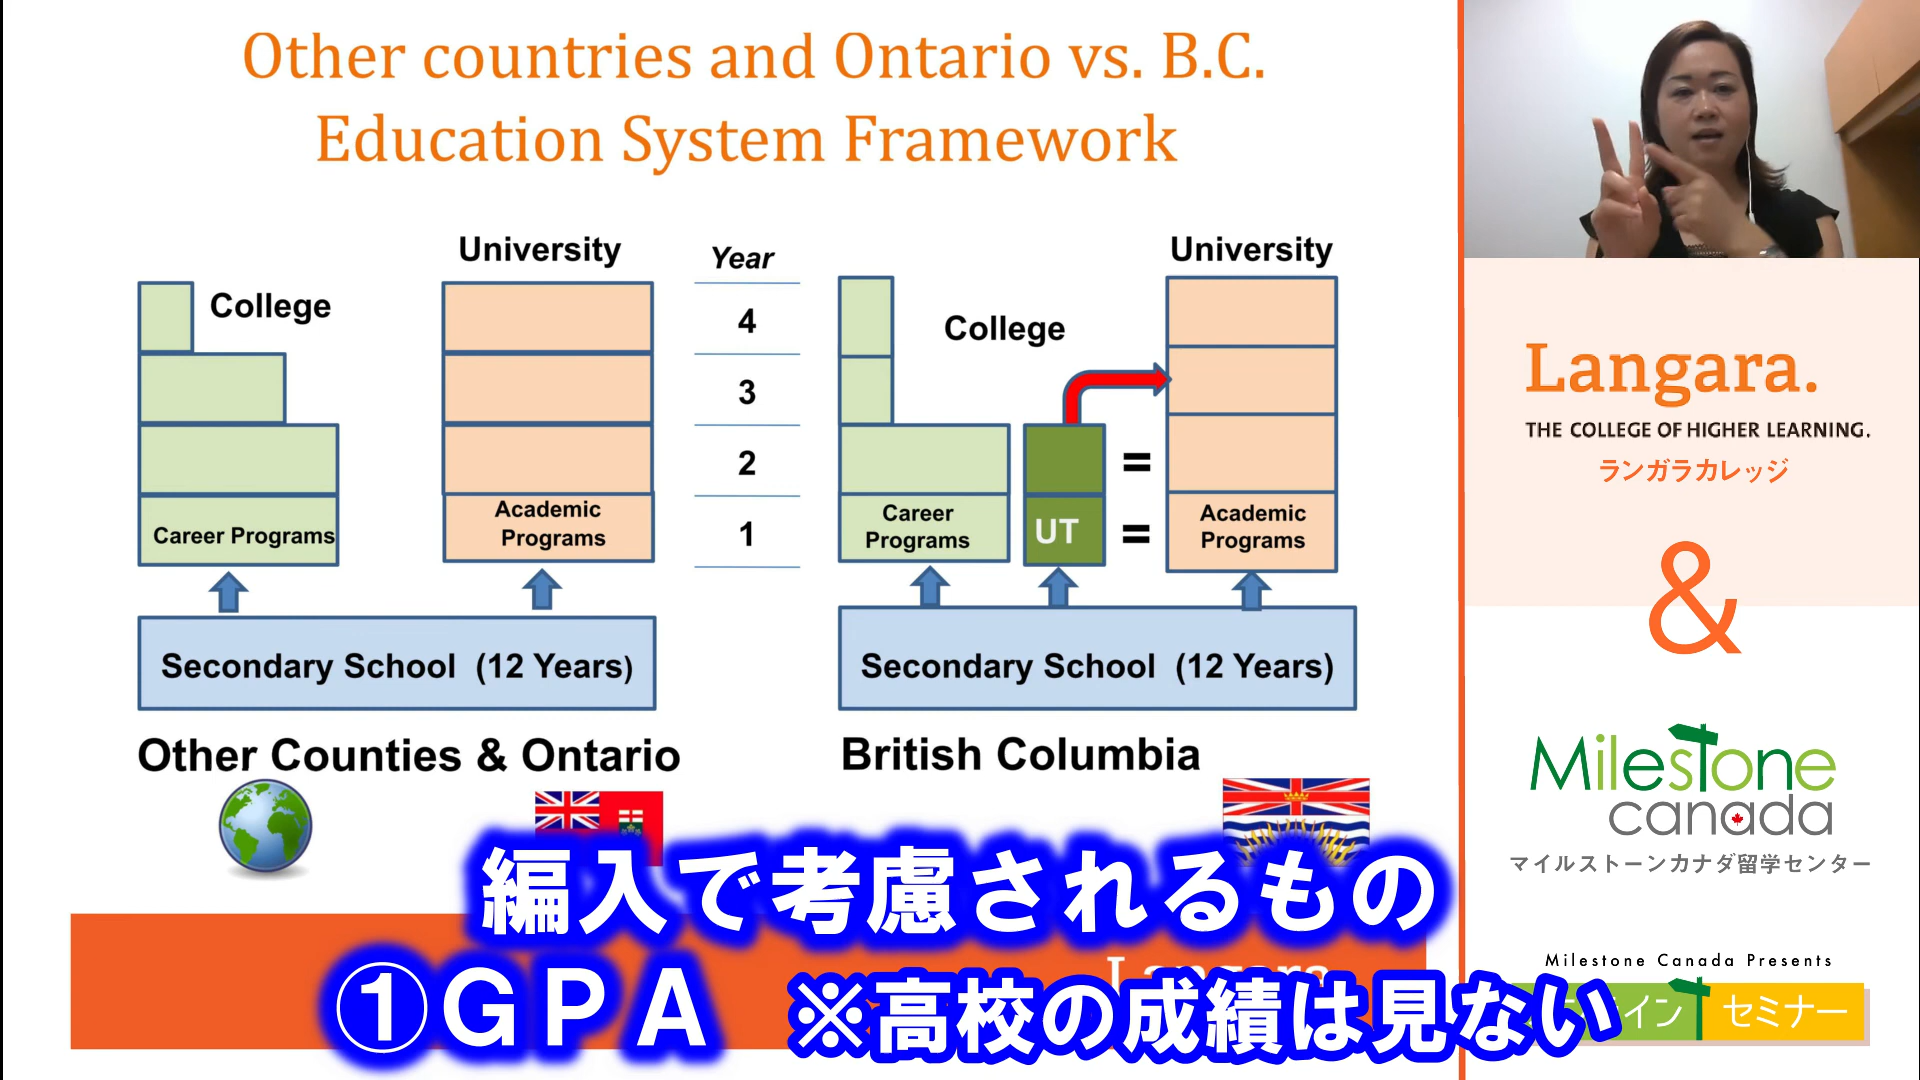 Other countries and Ontario vs. B.C.
Education System Framework
University
College
Career Programs
Academic
Programs
Year
4
3
2
1
University
College
Career
Programs
UT
=
=
Academic
Programs
Secondary School (12 Years)
Secondary School (12 Years)
Other Counties & Ontario
British Columbia
編入で考慮されるもの
①GPA ※高校の成績は見ない
Langara.
THE COLLEGE OF HIGHER LEARNING.
ランガラカレッジ
&
Milestone
canada
マイルストーンカナダ留学センター
Milestone Canada Presents
セミナー